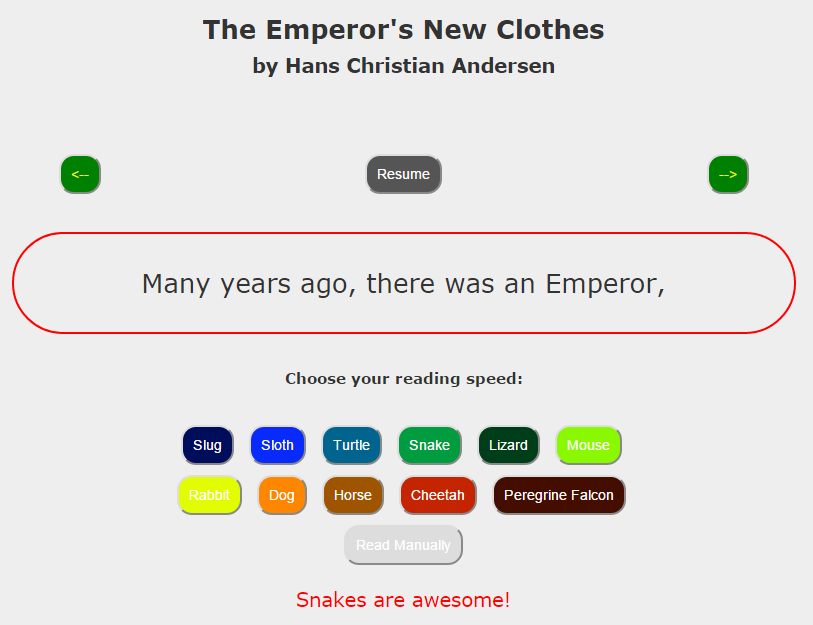 The Emperor's New Clothes
by Hans Christian Andersen
<-- Resume -->
Many years ago, there was an Emperor,
Choose your reading speed:
Slug Sloth Turtle Snake Lizard Mouse
Rabbit Dog Horse Cheetah Peregrine Falcon
Read Manually
Snakes are awesome!